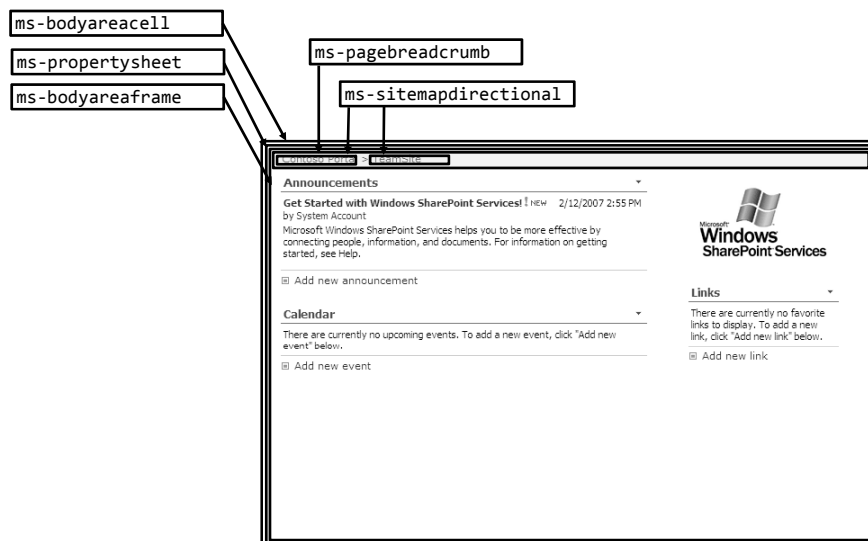 ms-bodyareacell
ms-pagebreadcrumb
ms-propertysheet
ms-bodyareaframe
ms-sitemapdirectional
Contoso Portal > TeamSite
Announcements
Get Started with Windows SharePoint Services! ! NEW 2/12/2007 2:55 PM
by System Account
Microsoft Windows SharePoint Services helps you to be more effective by
connecting people, information, and documents. For information on getting
started, see Help.
Add new announcement
Calendar
There are currently no upcoming events. To add a new event, click "Add new
event" below.
Add new event
Microsoft
Windows
SharePoint Services
Links
There are currently no favorite
links to display. To add a new
link, click "Add new link" below.
Add new link